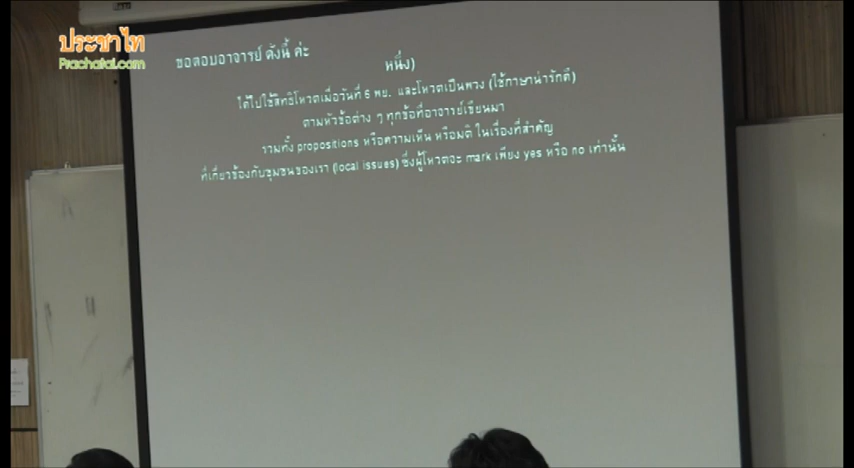 ประชาไท
Prachatai.com
ขอตอบอาจารย์ ดังนี้ ค่ะ
หนึ่ง)
ได้ไปใช้สิทธิโหวตเมื่อวันที่ 6 พย. และโหวตเป็นพวง (ใช้ภาษาน่ารักดี)
ตามหัวข้อต่าง ๆ ทุกข้อที่อาจารย์เขียนมา
รวมทั้ง propositions หรือความเห็น หรือมติ ในเรื่องที่สำคัญ
ที่เกี่ยวข้องกับชุมชนของเรา (local issues) ซึ่งผู้โหวตจะ mark เพียง yes หรือ no เท่านั้น